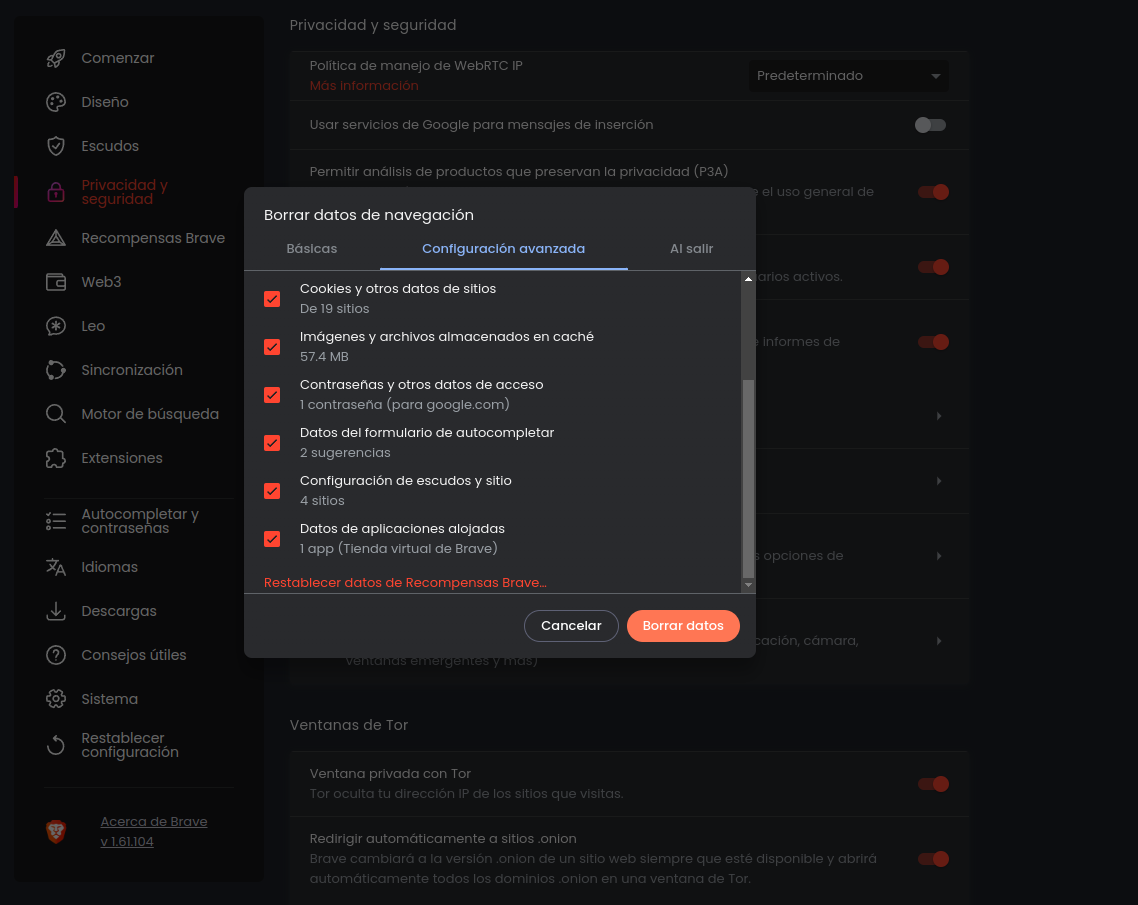 Comenzar
Diseño
Escudos
Privacidad y
seguridad
Recompensas Brave
Web3
Leo
Sincronización
Motor de búsqueda
Extensiones
Autocompletar y
contraseñas
Idiomas
Descargas
Consejos útiles
Sistema
Restablecer
configuración
Acerca de Brave
v 1.61.104
Privacidad y seguridad
Política de manejo de WebRTC IP
Más información
Predeterminado
Usar servicios de Google para mensajes de inserción
Permitir análisis de productos que preservan la privacidad (P3A)
el uso general de
arios activos.
informes de
Borrar datos de navegación
Básicas
Configuración avanzada
Al salir
Cookies y otros datos de sitios
De 19 sitios
Imágenes y archivos almacenados en caché
57.4 MB
Contraseñas y otros datos de acceso
1 contraseña (para google.com)
Datos del formulario de autocompletar
2 sugerencias
Configuración de escudos y sitio
4 sitios
Datos de aplicaciones alojadas
1 app (Tienda virtual de Brave)
Restablecer datos de Recompensas Brave...
Cancelar
Borrar datos
s opciones de
cación, cámara,
ventanas emergentes y más)
Ventanas de Tor
Ventana privada con Tor
Tor oculta tu dirección IP de los sitios que visitas.
Redirigir automáticamente a sitios .onion
Brave cambiará a la versión .onion de un sitio web siempre que esté disponible y abrirá
automáticamente todos los dominios .onion en una ventana de Tor.